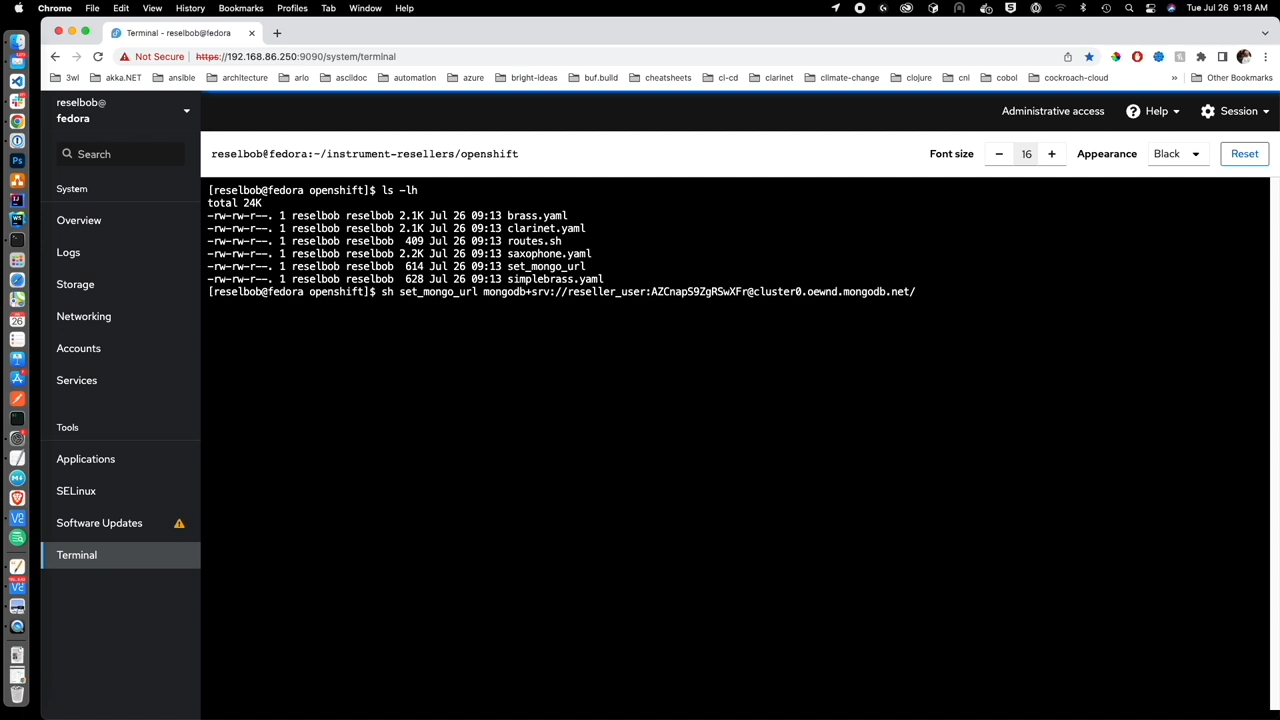 Chrome File Edit View History Bookmarks Profiles Tab Window Help Tue Jul 26 9:18 AM
Terminal - reselbob@fedora
Not Secure https://192.168.86.250:9090/system/terminal
3wl akka.NET ansible architecture arlo asciidoc automation azure bright-ideas buf.build cheatsheets ci-cd clarinet climate-change clojure cni cobol cockroach-cloud » Other Bookmarks
reselbob@
fedora
Administrative access Help Session
Search
reselbob@fedora:~/instrument-resellers/openshift
Font size 16 Appearance Black Reset
System
Overview
Logs
Storage
Networking
Accounts
Services
Tools
Applications
SELinux
Software Updates
Terminal
[reselbob@fedora openshift]$ ls -lh
total 24K
-rw-rw-r--. 1 reselbob reselbob 2.1K Jul 26 09:13 brass.yaml
-rw-rw-r--. 1 reselbob reselbob 2.1K Jul 26 09:13 clarinet.yaml
-rw-rw-r--. 1 reselbob reselbob  409 Jul 26 09:13 routes.sh
-rw-rw-r--. 1 reselbob reselbob 2.2K Jul 26 09:13 saxophone.yaml
-rw-rw-r--. 1 reselbob reselbob  614 Jul 26 09:13 set_mongo_url
-rw-rw-r--. 1 reselbob reselbob  628 Jul 26 09:13 simplebrass.yaml
[reselbob@fedora openshift]$ sh set_mongo_url mongodb+srv://reseller_user:AZCnapS9ZgRSwXFr@cluster0.oewnd.mongodb.net/